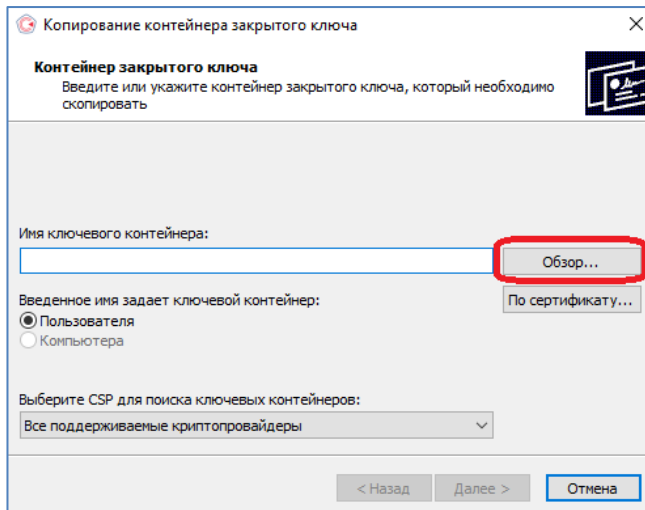 Копирование контейнера закрытого ключа
Контейнер закрытого ключа
Введите или укажите контейнер закрытого ключа, который необходимо
скопировать
Имя ключевого контейнера:
Обзор...
Введенное имя задает ключевой контейнер:
По сертификату...
Пользователя
Компьютера
Выберите CSP для поиска ключевых контейнеров:
Все поддерживаемые криптопровайдеры
< Назад Далее > Отмена